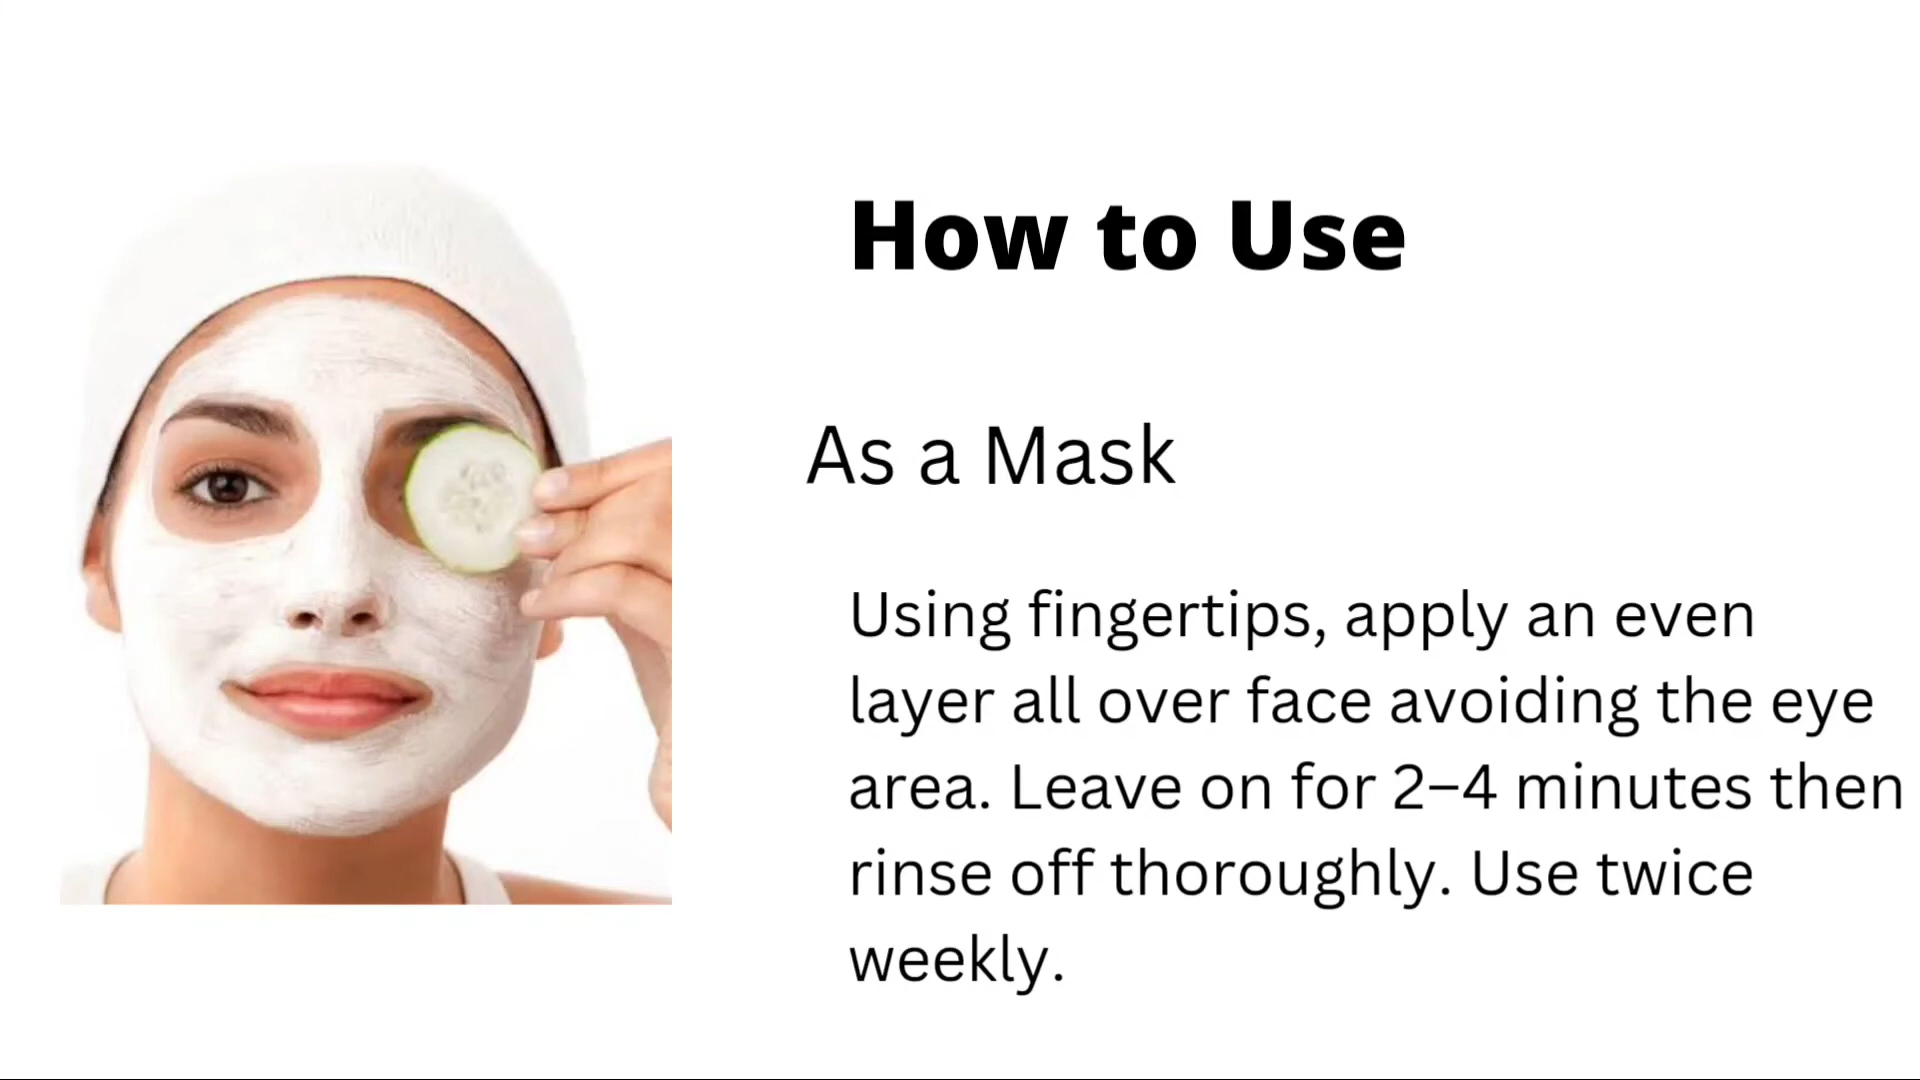 How to Use
As a Mask
Using fingertips, apply an even
layer all over face avoiding the eye
area. Leave on for 2–4 minutes then
rinse off thoroughly. Use twice
weekly.